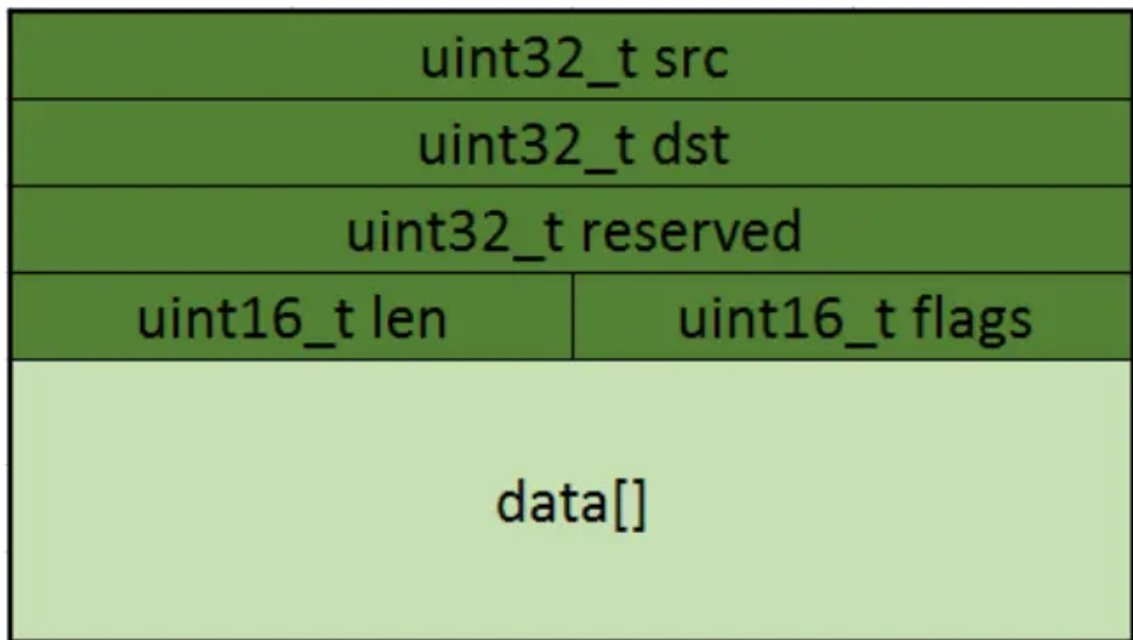 uint32_t src
uint32_t dst
uint32_t reserved
uint16_t len uint16_t flags
data[]